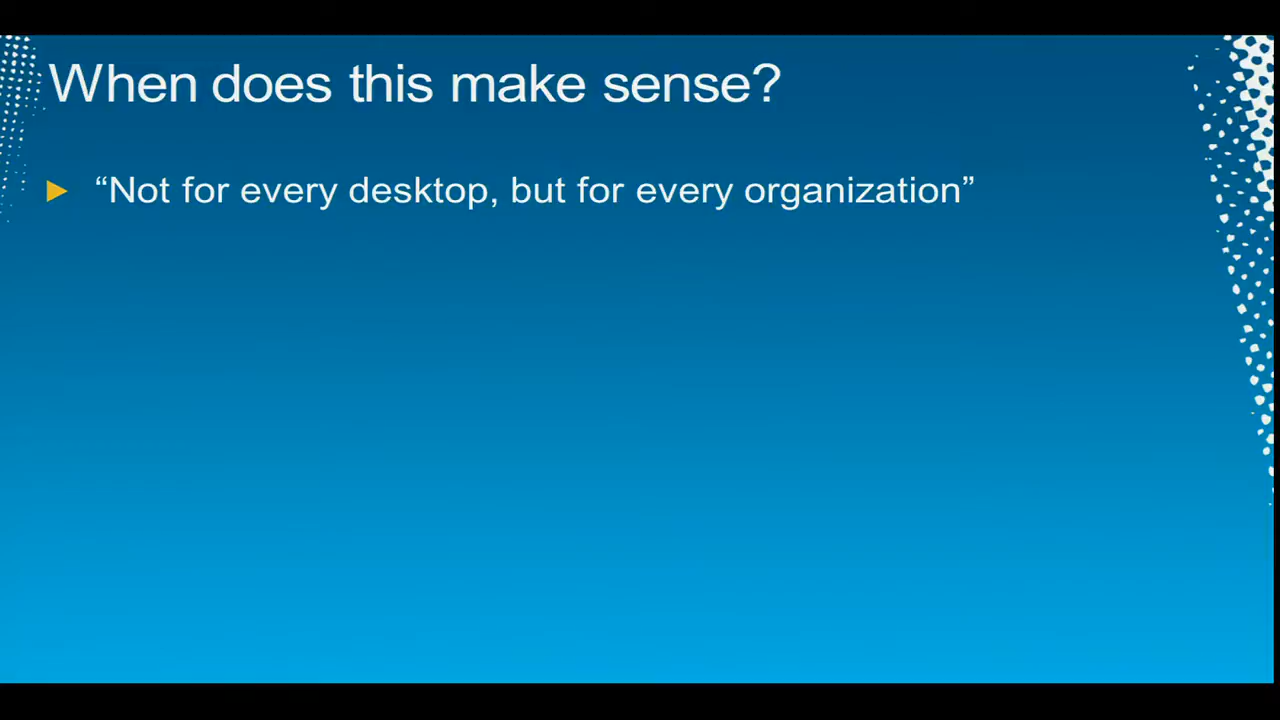 When does this make sense?
“Not for every desktop, but for every organization”